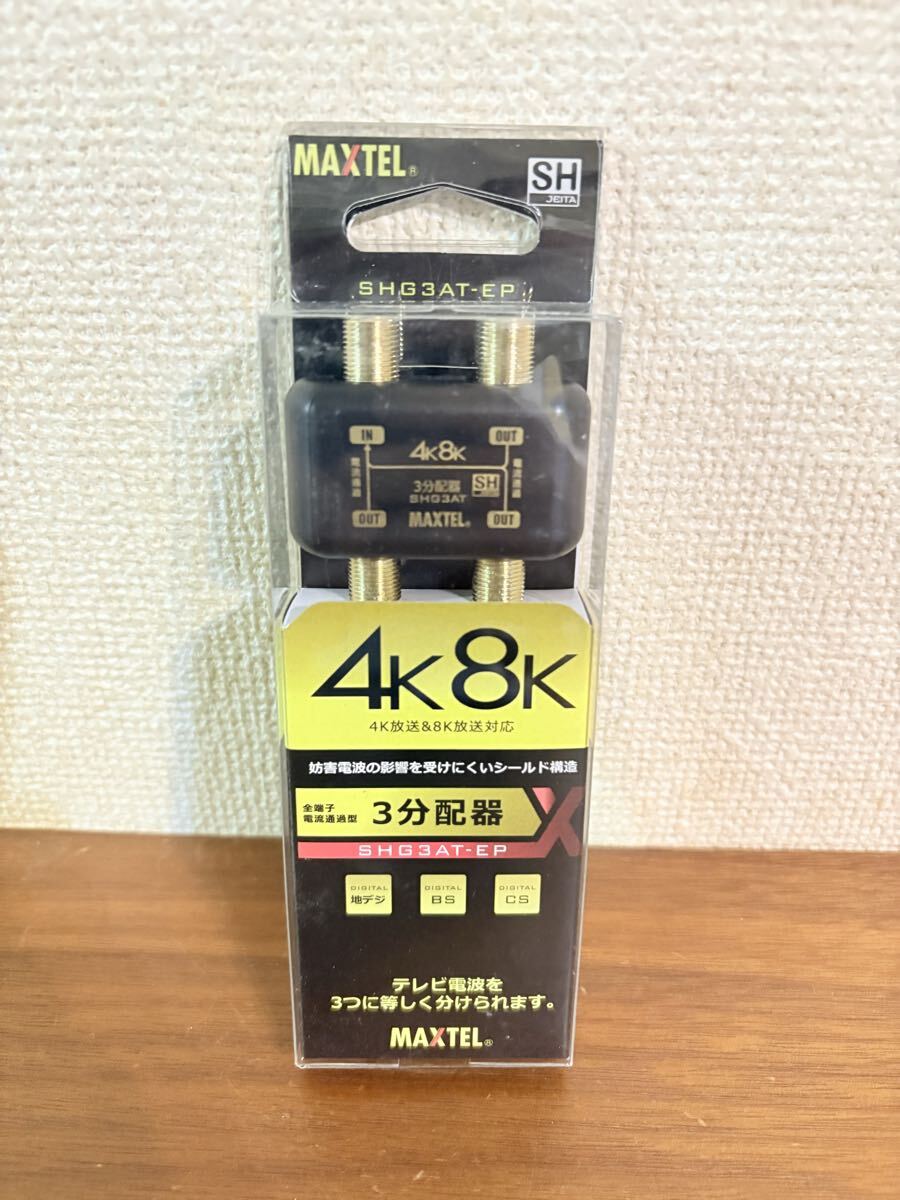 MAXTEL®
SH
JEITA
SHG3AT-EP
IN
OUT
4K8K
電流通過
電流通過
3分配器
SH
SHG3AT
OUT
MAXTEL®
OUT
4K8K
4K放送&8K放送対応
妨害電波の影響を受けにくいシールド構造
全端子
電流通過型
3分配器
X
SHG3AT-EP
DIGITAL
地デジ
DIGITAL
BS
DIGITAL
CS
テレビ電波を
3つに等しく分けられます。
MAXTEL®